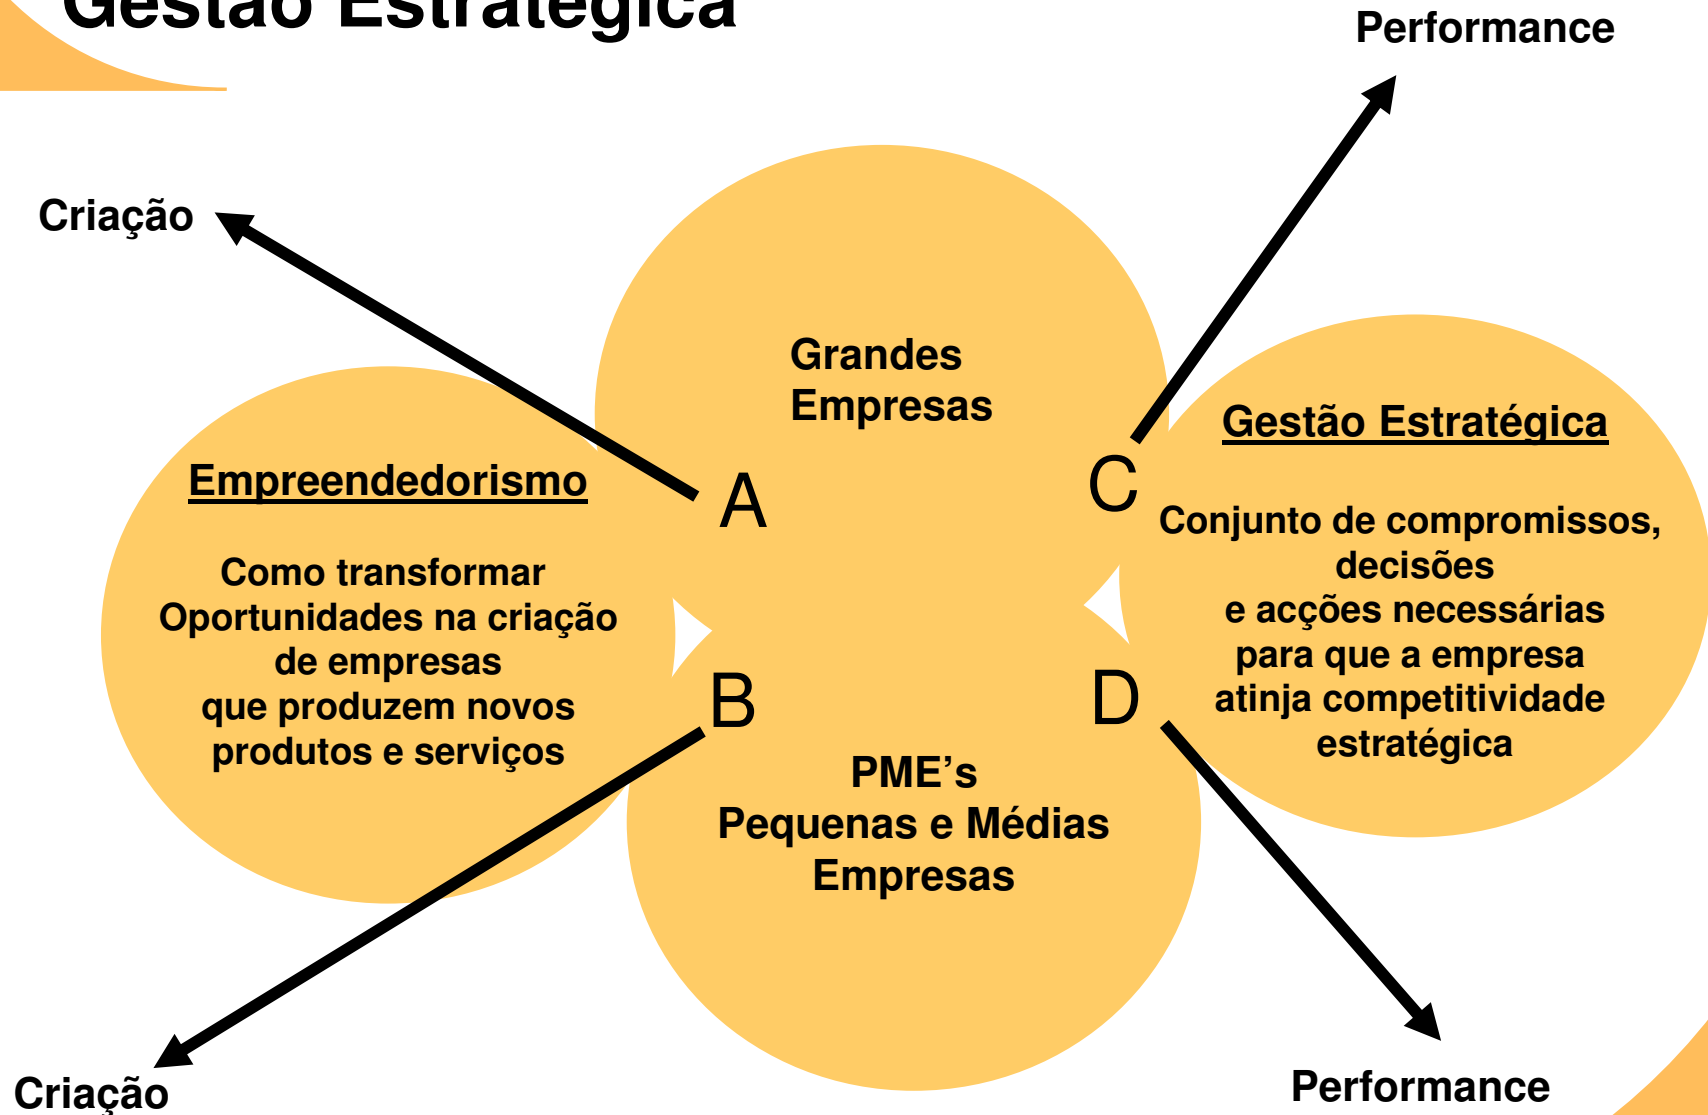 Gestão Estratégica
Performance
Criação
Grandes
Empresas
Empreendedorismo
Como transformar
Oportunidades na criação
de empresas
que produzem novos
produtos e serviços
A
C
Gestão Estratégica
Conjunto de compromissos,
decisões
e acções necessárias
para que a empresa
atinja competitividade
estratégica
B
D
PME’s
Pequenas e Médias
Empresas
Criação
Performance